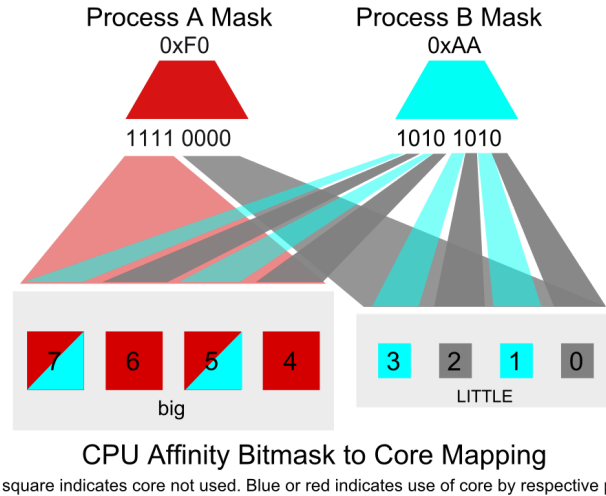 Process A Mask
0xF0
Process B Mask
0xAA
1111 0000
1010 1010
7 6 5 4
big
3 2 1 0
LITTLE
CPU Affinity Bitmask to Core Mapping
square indicates core not used. Blue or red indicates use of core by respective